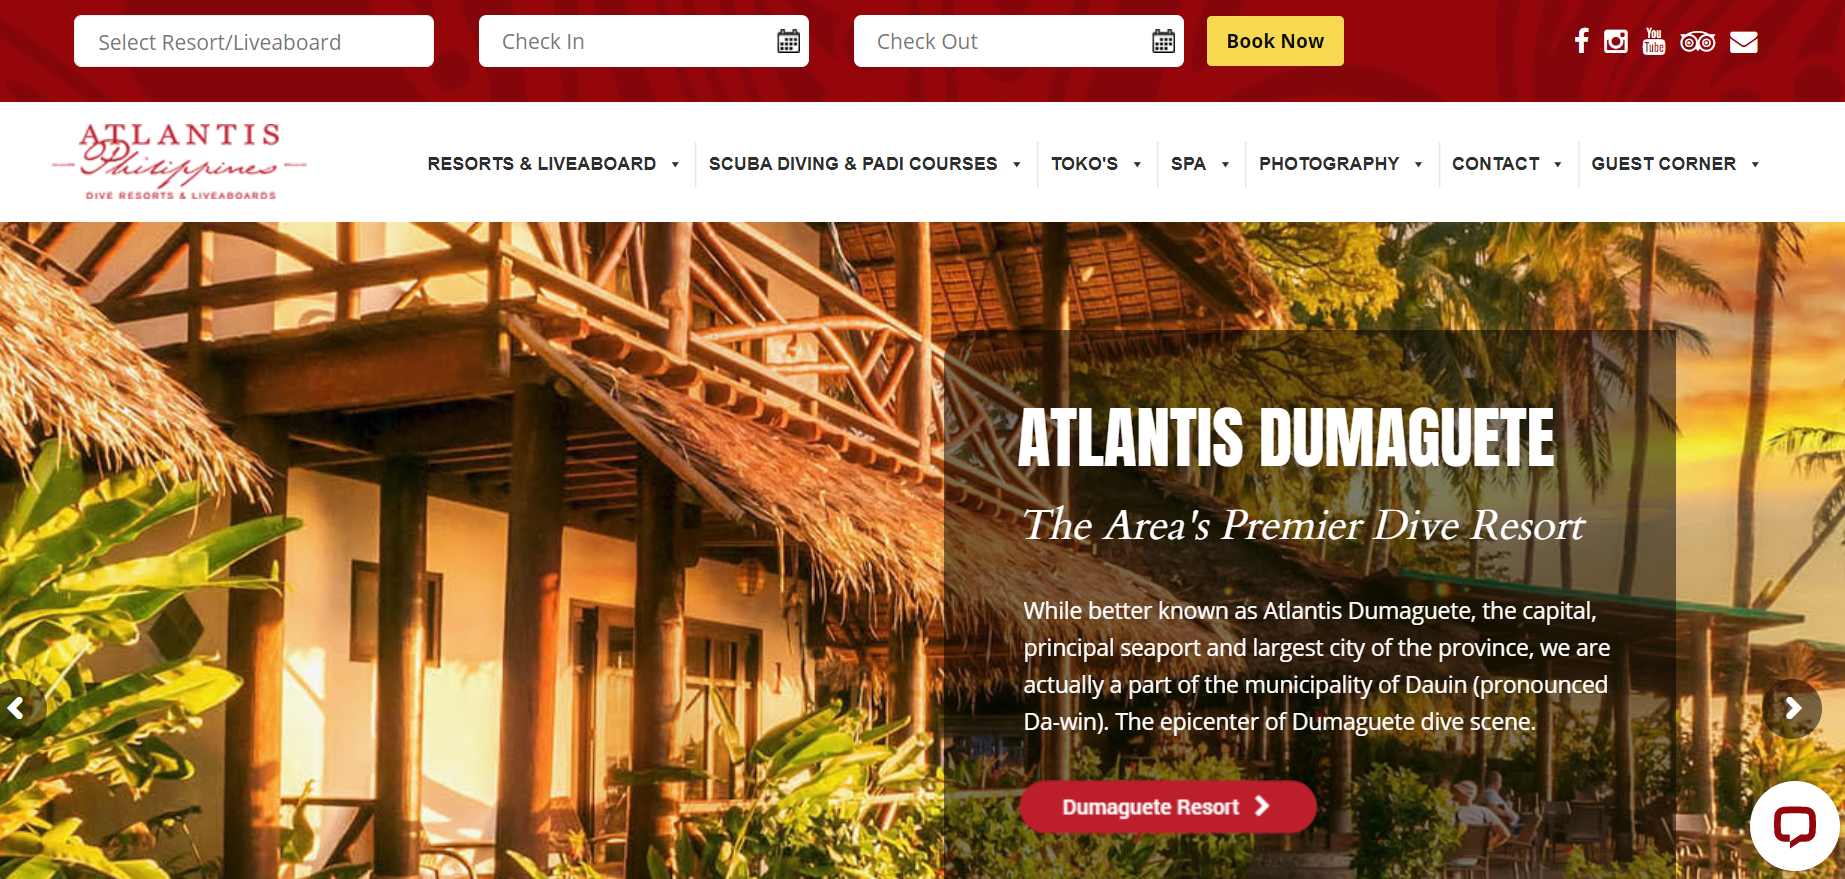 Select Resort/Liveaboard
Check In
Check Out
Book Now
You
Tube
ATLANTIS
Philippines
DIVE RESORTS & LIVEABOARDS
RESORTS & LIVEABOARD
SCUBA DIVING & PADI COURSES
TOKO'S
SPA
PHOTOGRAPHY
CONTACT
GUEST CORNER
ATLANTIS DUMAGUETE
The Area's Premier Dive Resort
While better known as Atlantis Dumaguete, the capital,
principal seaport and largest city of the province, we are
actually a part of the municipality of Dauin (pronounced
Da-win). The epicenter of Dumaguete dive scene.
Dumaguete Resort